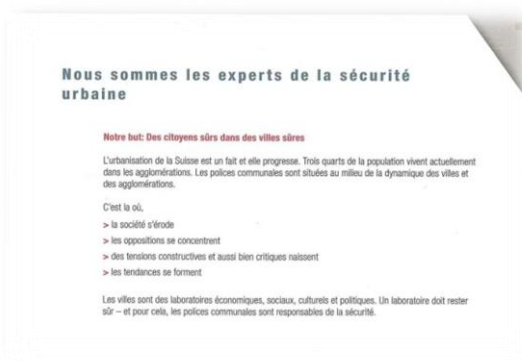 Nous sommes les experts de la sécurité
urbaine
Notre but: Des citoyens sûrs dans des villes sûres
L'urbanisation de la Suisse est un fait et elle progresse. Trois quarts de la population vivent actuellement
dans les agglomérations. Les polices communales sont situées au milieu de la dynamique des villes et
des agglomérations.
C'est la où,
> la société s'érode
> les oppositions se concentrent
> des tensions constructives et aussi bien critiques naissent
> les tendances se forment
Les villes sont des laboratoires économiques, sociaux, culturels et politiques. Un laboratoire doit rester
sûr – et pour cela, les polices communales sont responsables de la sécurité.